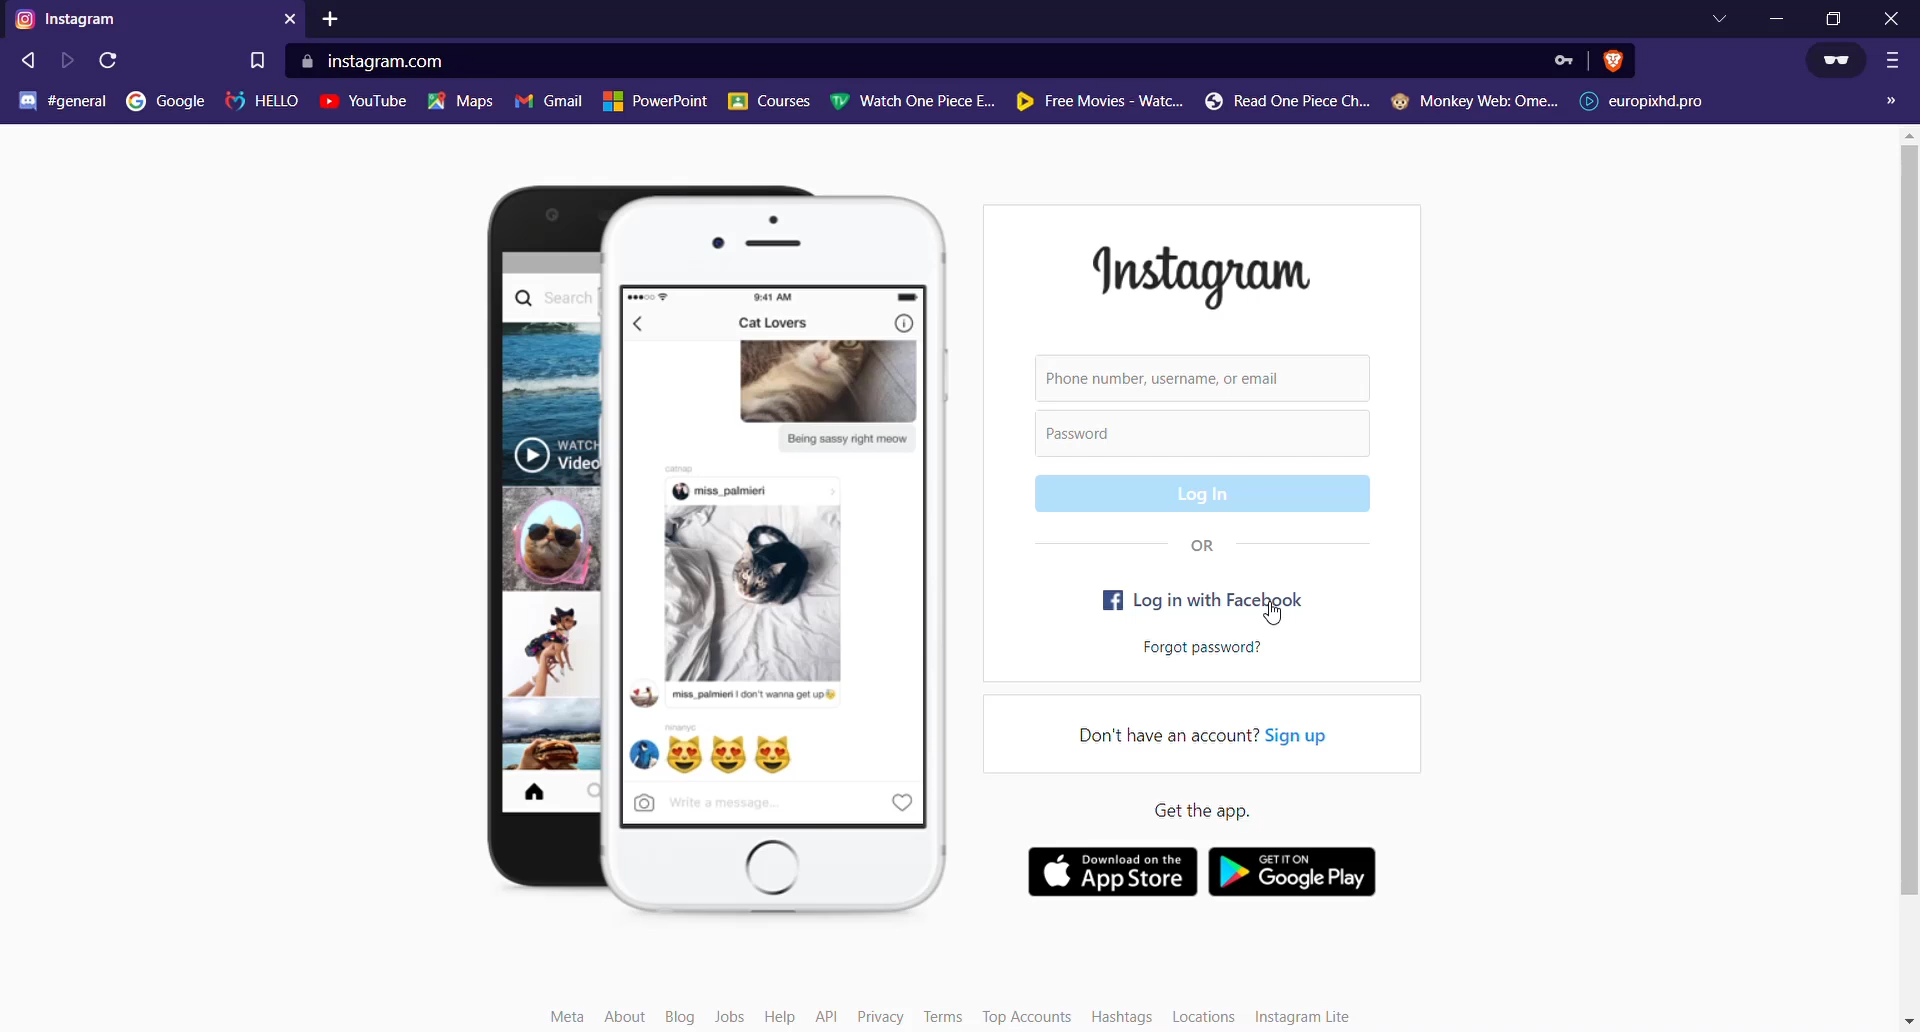 Instagram
instagram.com
#general Google HELLO YouTube Maps Gmail PowerPoint Courses Watch One Piece E... Free Movies - Watc... Read One Piece Ch... Monkey Web: Ome... europixhd.pro »
Search
WATCH
Video
9:41 AM
Cat Lovers
Being sassy right meow
catnap
miss_palmieri
miss_palmieri I don't wanna get up
ninanyc
Write a message...
Instagram
Phone number, username, or email
Password
Log In
OR
Log in with Facebook
Forgot password?
Don't have an account? Sign up
Get the app.
Download on the
App Store
GET IT ON
Google Play
Meta About Blog Jobs Help API Privacy Terms Top Accounts Hashtags Locations Instagram Lite